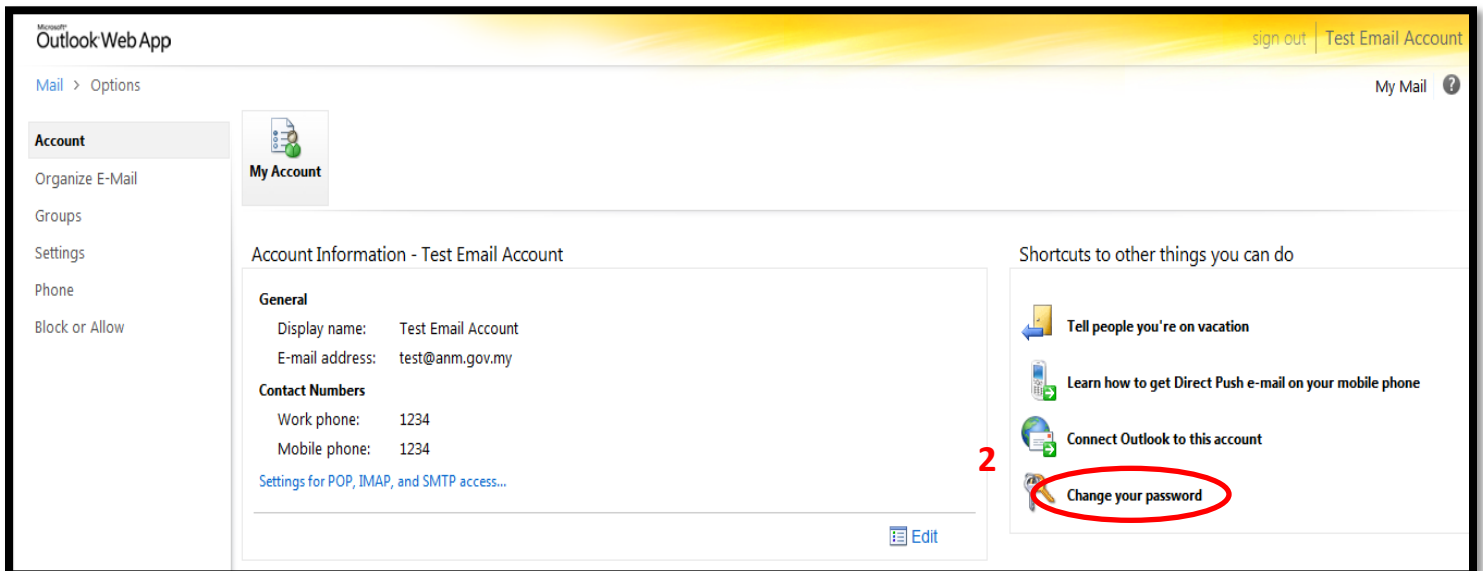 Microsoft®
Outlook Web App
sign out | Test Email Account
Mail > Options
My Mail ?
Account
Organize E-Mail
Groups
Settings
Phone
Block or Allow
My Account
Account Information - Test Email Account
General
Display name: Test Email Account
E-mail address: test@anm.gov.my
Contact Numbers
Work phone: 1234
Mobile phone: 1234
Settings for POP, IMAP, and SMTP access...
Edit
Shortcuts to other things you can do
Tell people you're on vacation
Learn how to get Direct Push e-mail on your mobile phone
Connect Outlook to this account
2
Change your password